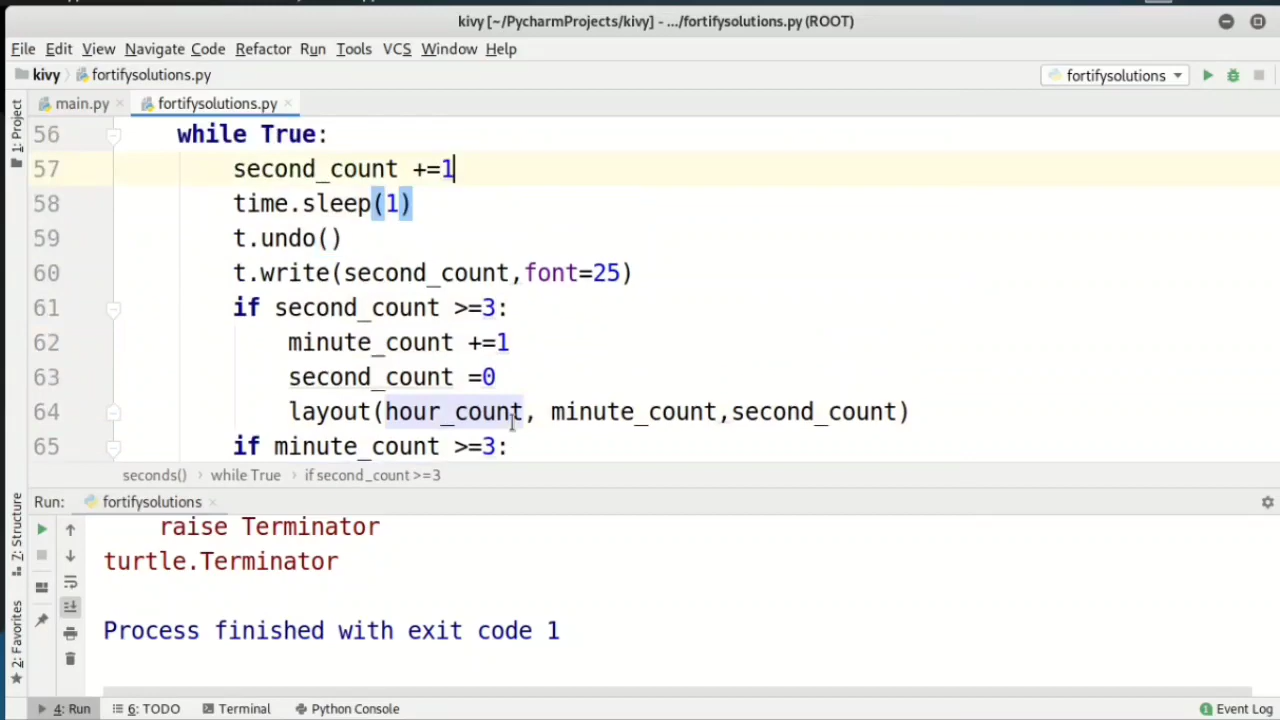 kivy [~/PycharmProjects/kivy] - .../fortifysolutions.py (ROOT)
File Edit View Navigate Code Refactor Run Tools VCS Window Help
kivy fortifysolutions.py fortifysolutions
main.py fortifysolutions.py
1: Project
56 while True:
57 second_count +=1
58 time.sleep(1)
59 t.undo()
60 t.write(second_count,font=25)
61 if second_count >=3:
62 minute_count +=1
63 second_count =0
64 layout(hour_count, minute_count,second_count)
65 if minute_count >=3:
seconds() while True if second_count >=3
Run: fortifysolutions
7: Structure
2: Favorites
raise Terminator
turtle.Terminator
Process finished with exit code 1
4: Run 6: TODO Terminal Python Console 1 Event Log